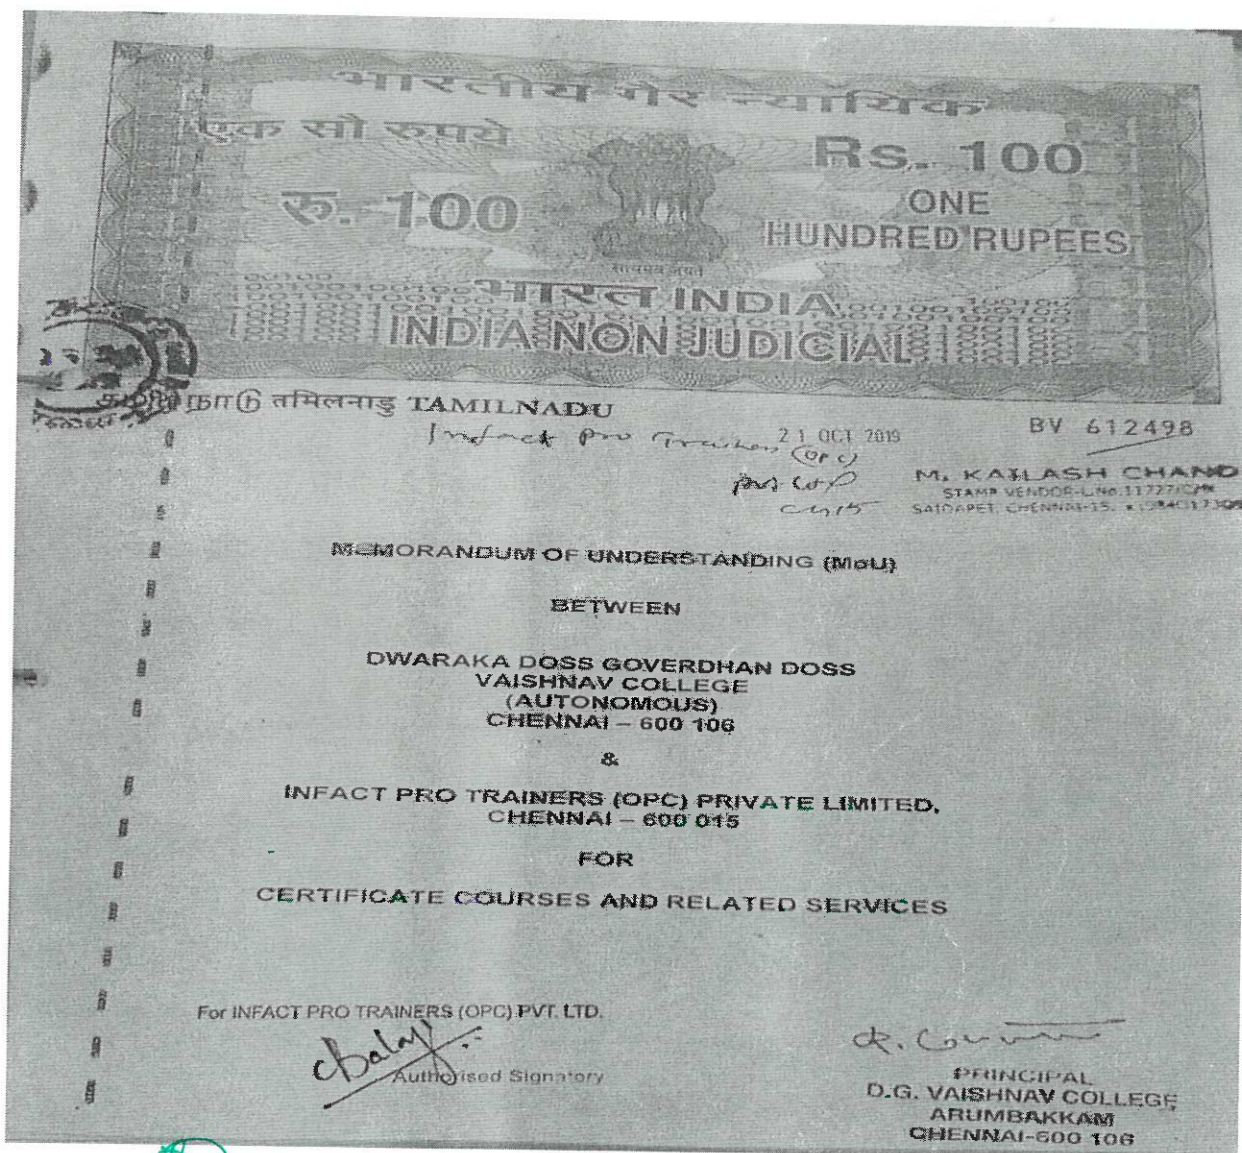 भारतीय गैर न्यायिक
एक सौ रुपये
Rs. 100
रु. 100
ONE
HUNDRED RUPEES
सत्यमेव जयते
भारत INDIA
INDIA NON JUDICIAL
தமிழ்நாடு तमिलनाडु TAMILNADU
Infact Pro Trainers (OPC)
21 OCT 2019
BV 612498
M. KAILASH CHAND
STAMP VENDOR-L.No.11727/C/
SAIDAPET, CHENNAI-15.
MEMORANDUM OF UNDERSTANDING (MoU)
BETWEEN
DWARAKA DOSS GOVERDHAN DOSS
VAISHNAV COLLEGE
(AUTONOMOUS)
CHENNAI – 600 106
&
INFACT PRO TRAINERS (OPC) PRIVATE LIMITED,
CHENNAI – 600 015
FOR
CERTIFICATE COURSES AND RELATED SERVICES
For INFACT PRO TRAINERS (OPC) PVT. LTD.
Authorised Signatory
PRINCIPAL
D.G. VAISHNAV COLLEGE
ARUMBAKKAM
CHENNAI-600 106